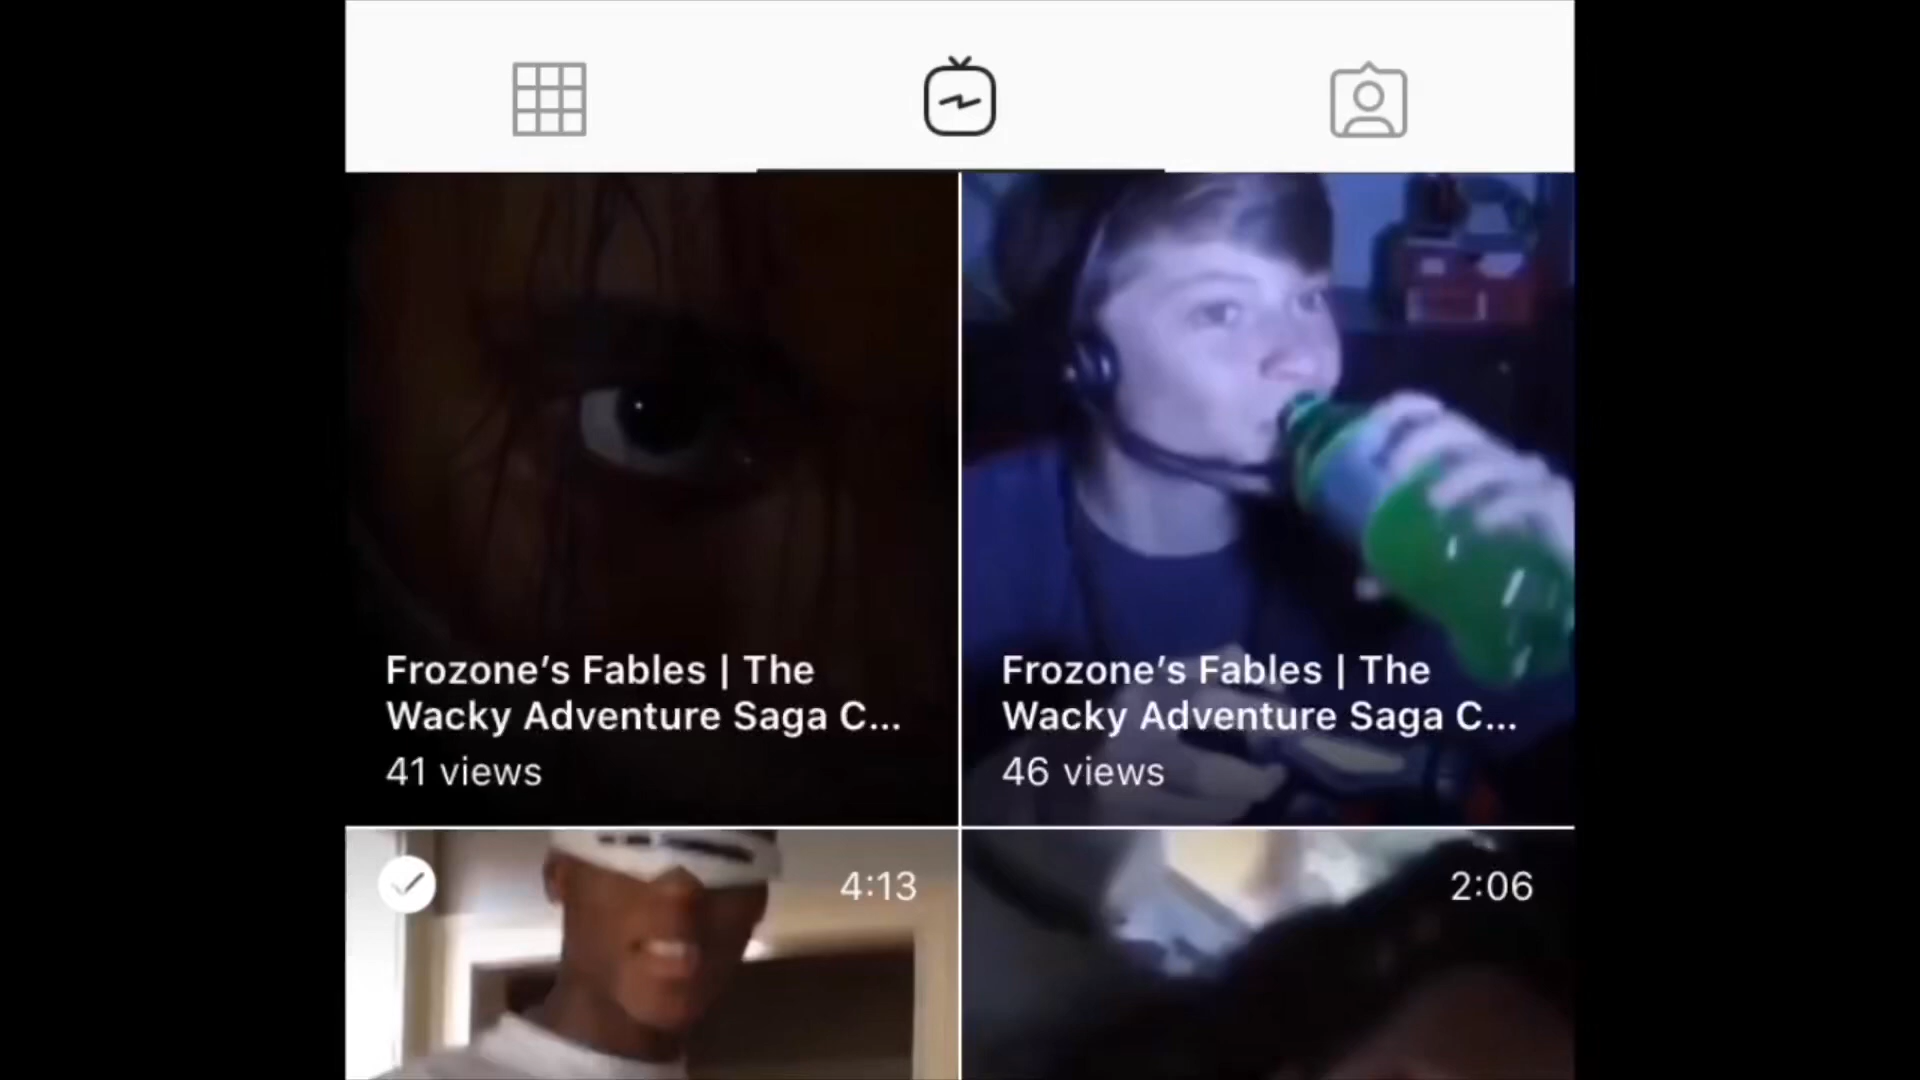 Frozone’s Fables | The
Wacky Adventure Saga C...
41 views
Frozone’s Fables | The
Wacky Adventure Saga C...
46 views
4:13
2:06